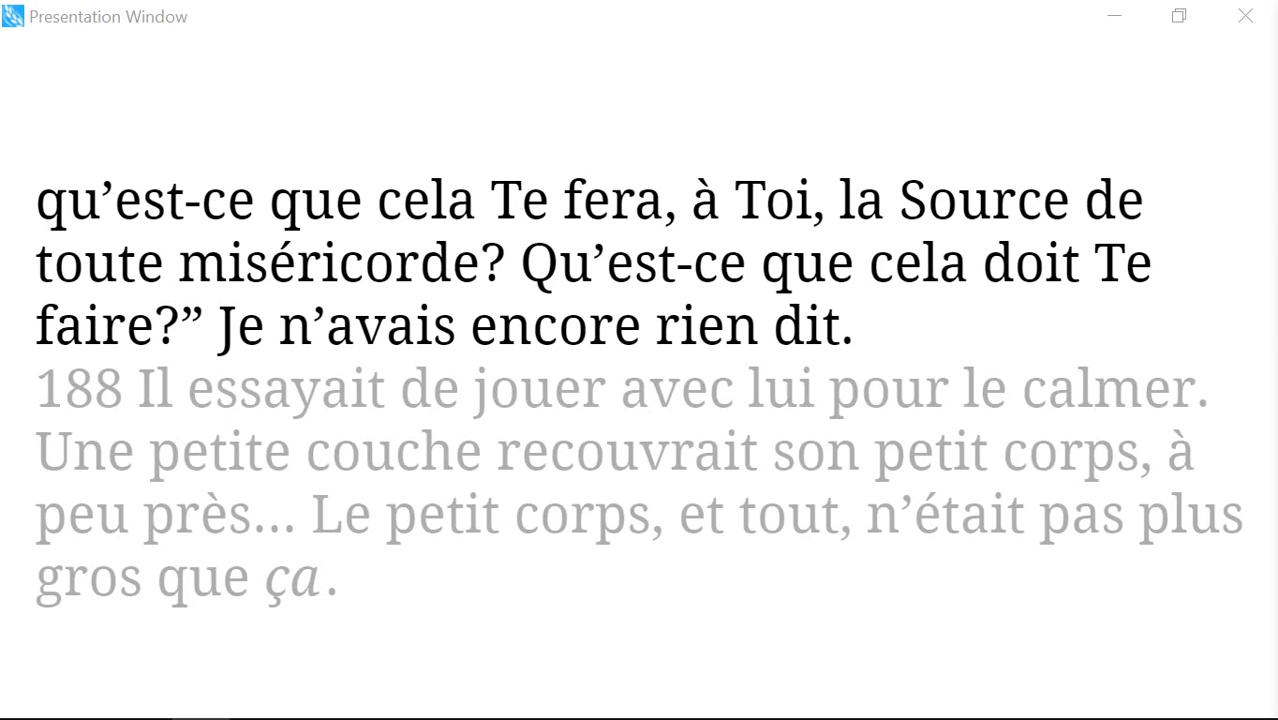 Presentation Window
qu’est-ce que cela Te fera, à Toi, la Source de
toute miséricorde? Qu’est-ce que cela doit Te
faire?” Je n’avais encore rien dit.
188 Il essayait de jouer avec lui pour le calmer.
Une petite couche recouvrait son petit corps, à
peu près... Le petit corps, et tout, n’était pas plus
gros que ça.